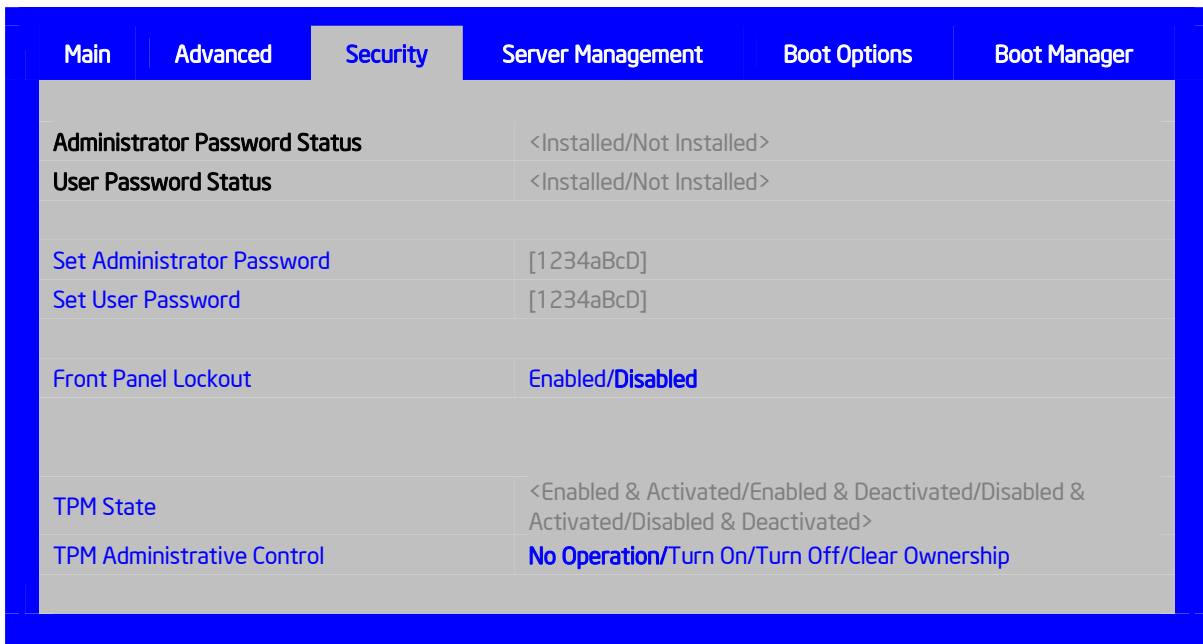 Main Advanced Security Server Management Boot Options Boot Manager
Administrator Password Status <Installed/Not Installed>
User Password Status <Installed/Not Installed>
Set Administrator Password [1234aBcD]
Set User Password [1234aBcD]
Front Panel Lockout Enabled/Disabled
TPM State <Enabled & Activated/Enabled & Deactivated/Disabled &
Activated/Disabled & Deactivated>
TPM Administrative Control No Operation/Turn On/Turn Off/Clear Ownership